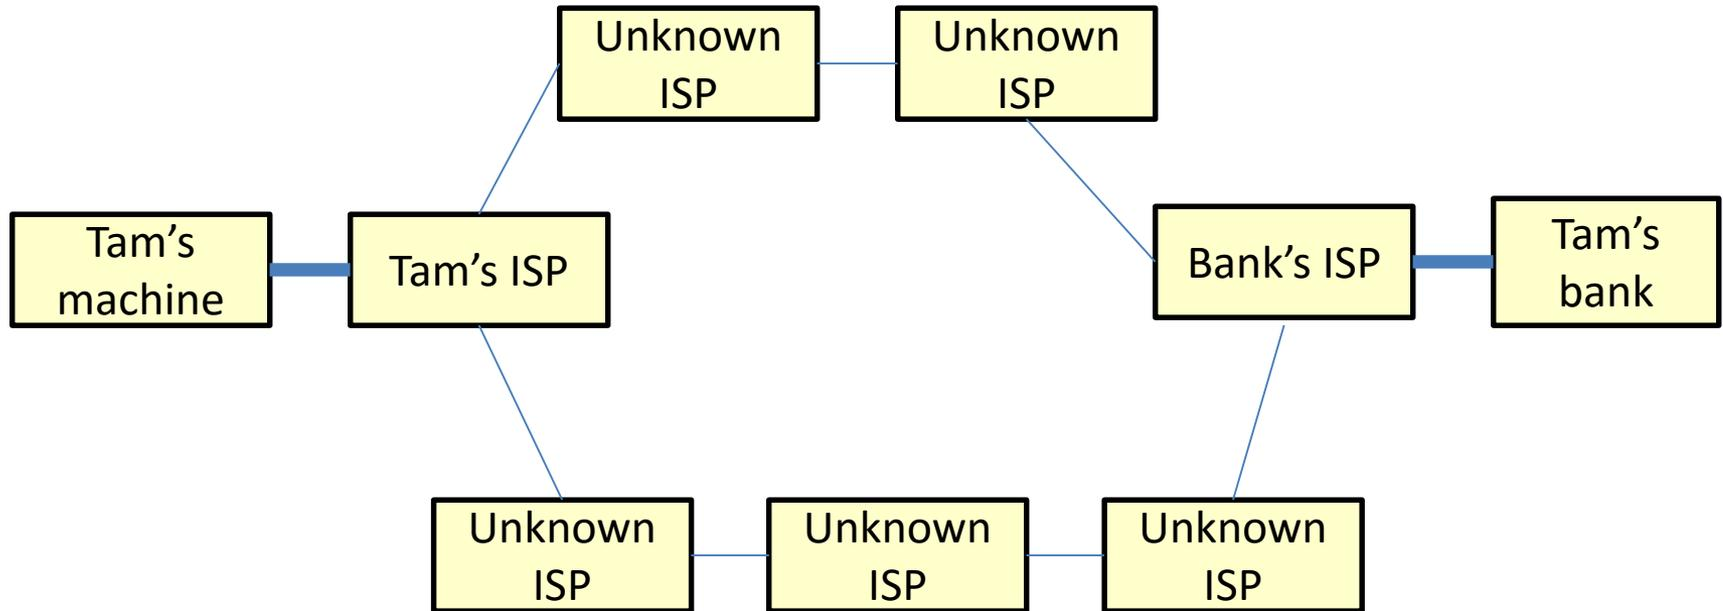 Unknown
ISP
Unknown
ISP
Tam’s
machine
Tam’s ISP
Bank’s ISP
Tam’s
bank
Unknown
ISP
Unknown
ISP
Unknown
ISP